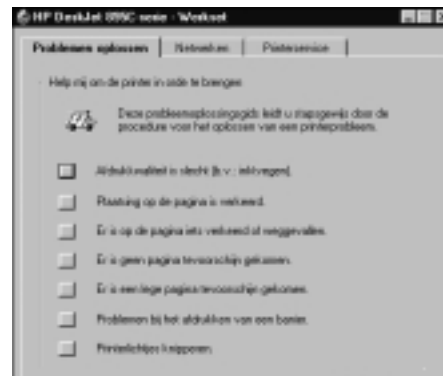 HP DeskJet 895C serie - Werkset
Problemen oplossen Netwerken Printerservice
Help mij om de printer in orde te brengen
Deze probleemoplossingsgids leidt u stapsgewijs door de
procedure voor het oplossen van een printerprobleem.
Afdrukkwaliteit is slecht (b.v.: inktvegen).
Plaatsing op de pagina is verkeerd.
Er is op de pagina iets verkeerd of weggevallen.
Er is geen pagina tevoorschijn gekomen.
Er is een lege pagina tevoorschijn gekomen.
Problemen bij het afdrukken van een banier.
Printerlichtjes knipperen.